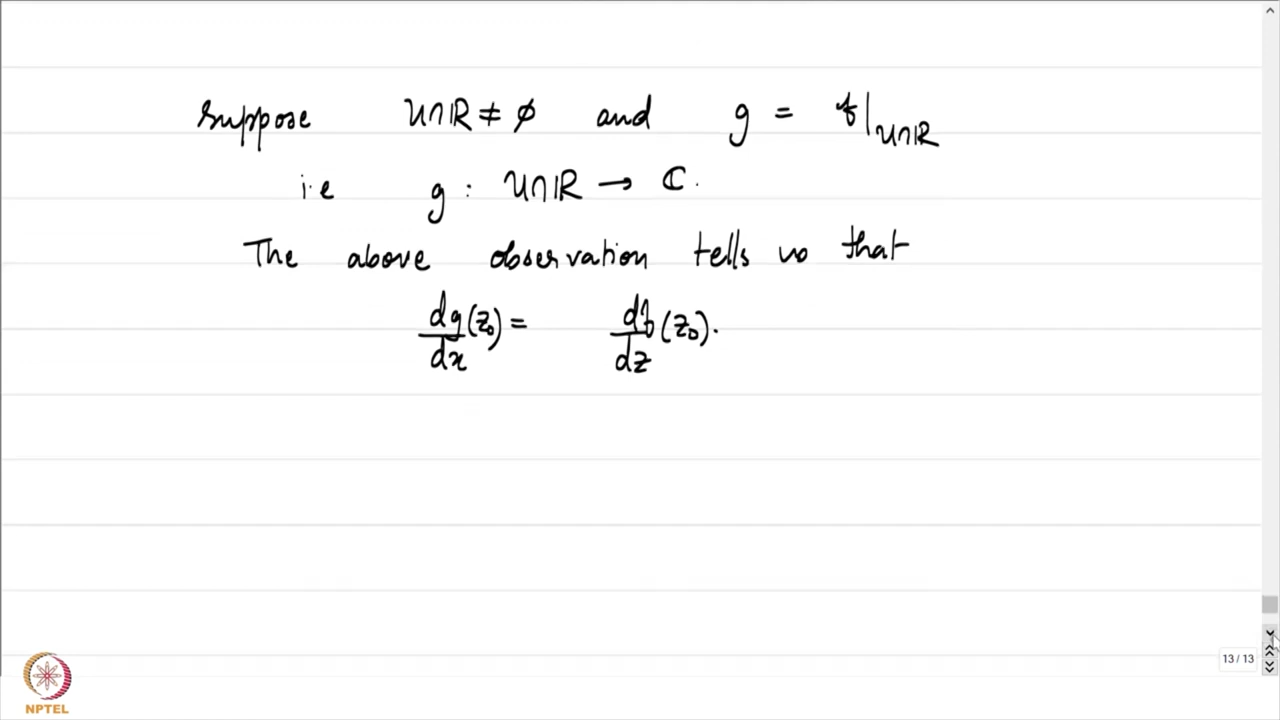 Suppose U∩ℝ ≠ ∅ and g = f|_{U∩ℝ}
i.e g : U∩ℝ → ℂ.
The above observation tells us that
dg/dx (z₀) = df/dz (z₀).
13 / 13
NPTEL